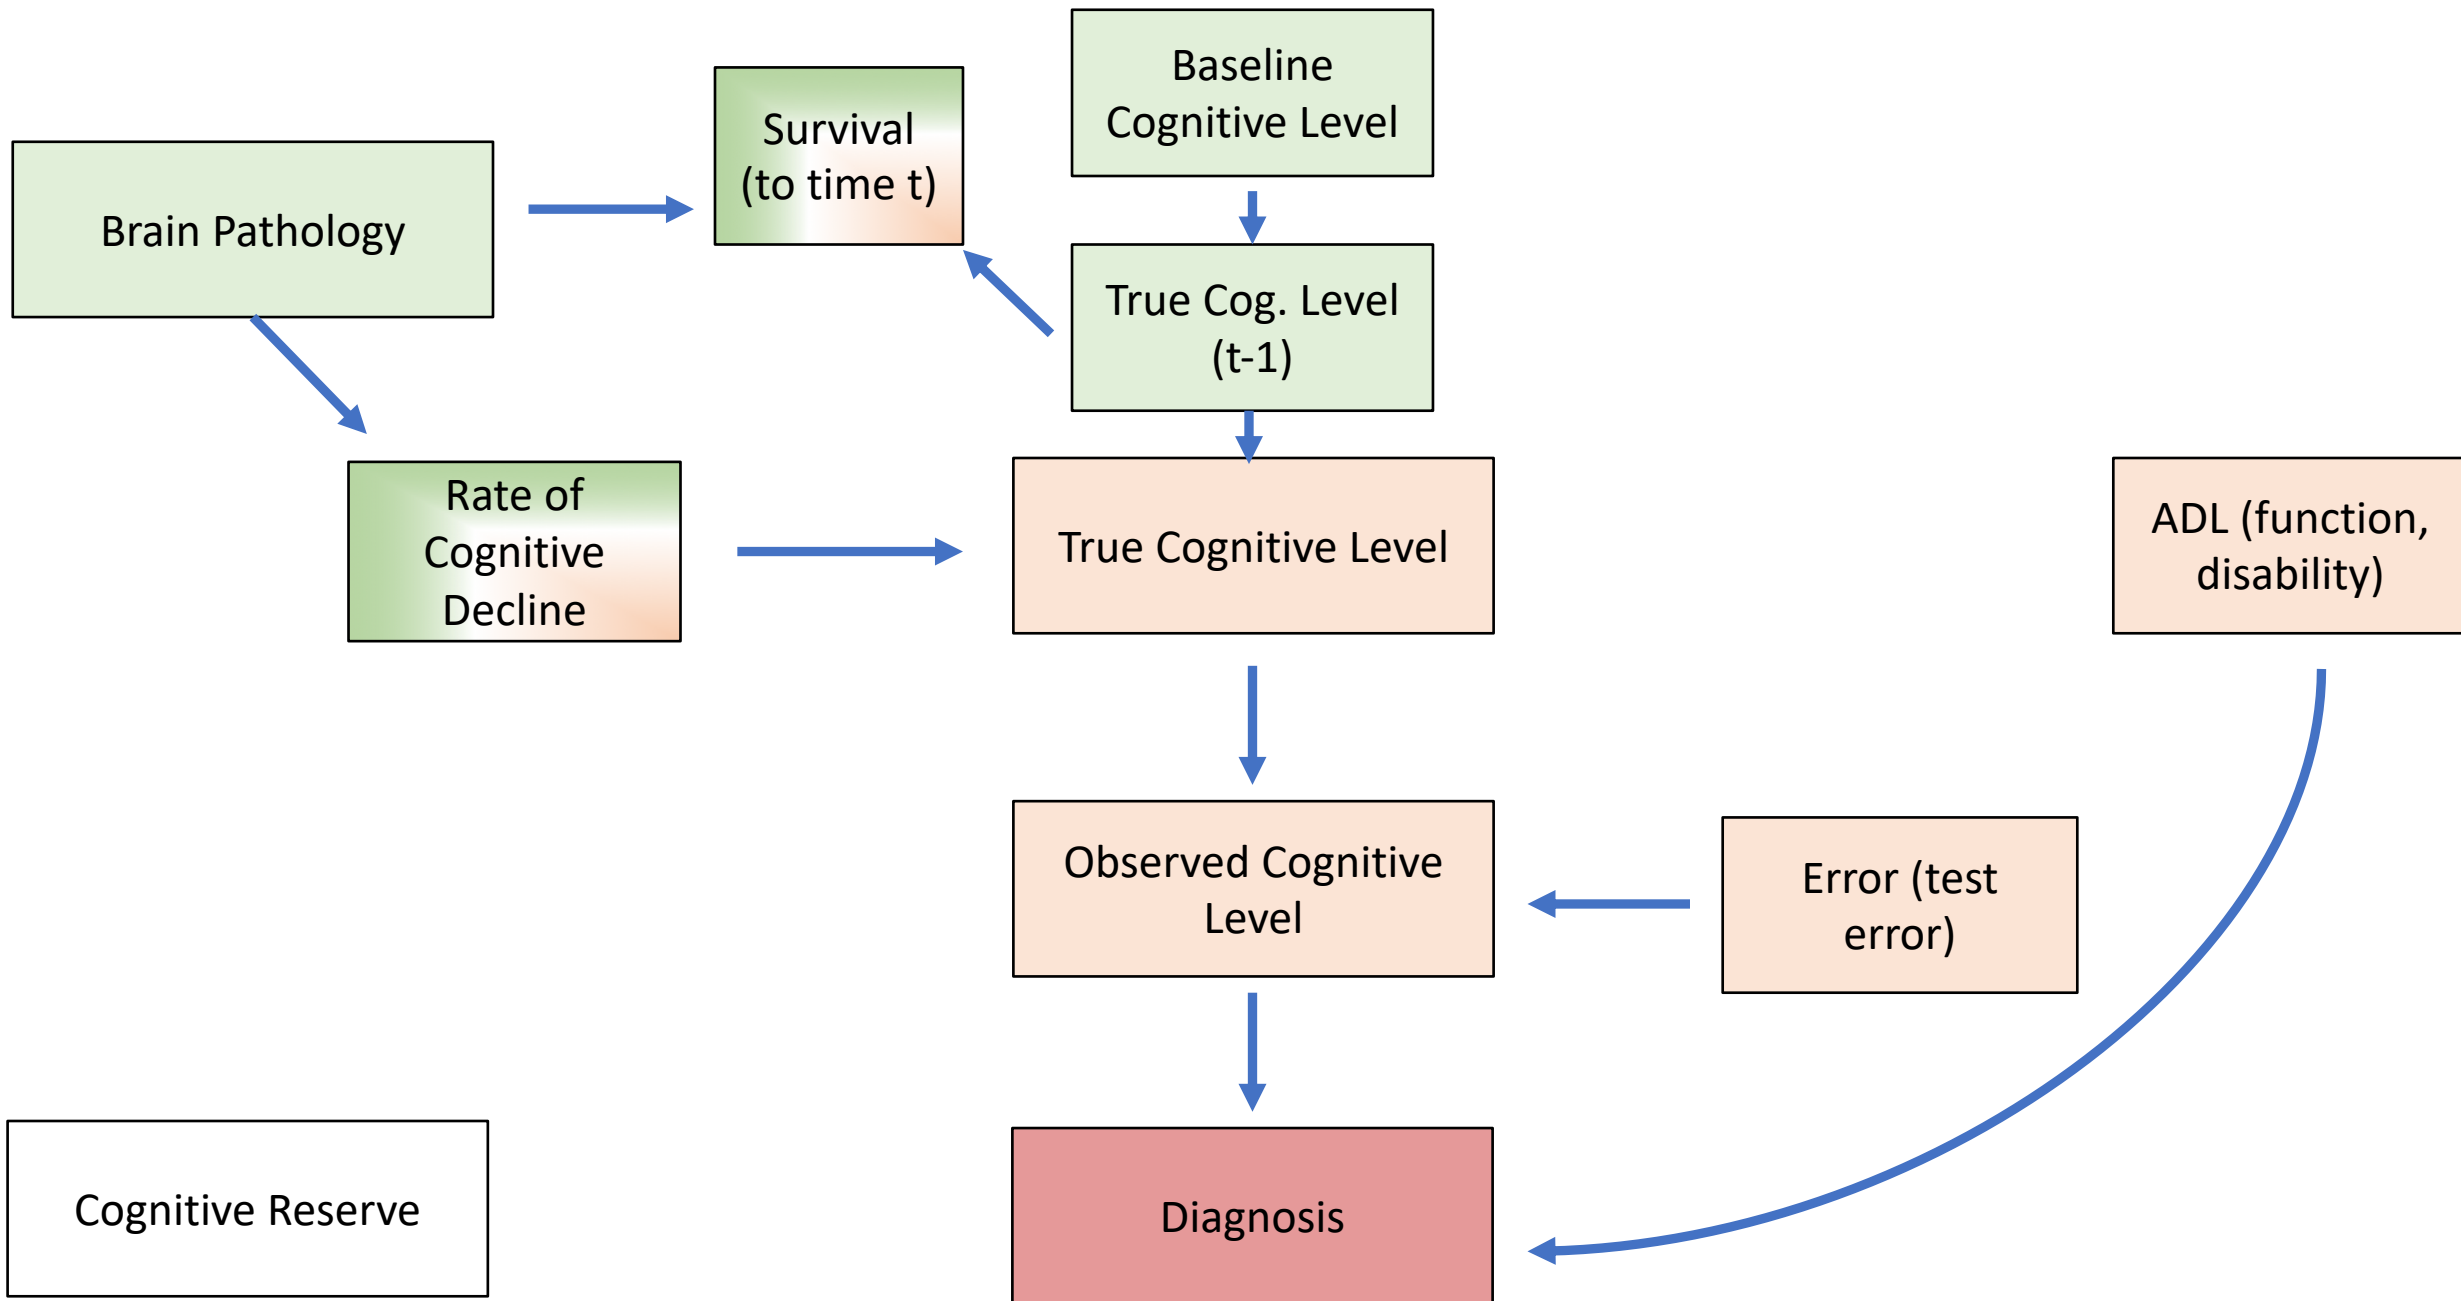 Baseline
Cognitive Level
Survival
(to time t)
Brain Pathology
True Cog. Level
(t-1)
Rate of
Cognitive
Decline
True Cognitive Level
ADL (function,
disability)
Observed Cognitive
Level
Error (test
error)
Cognitive Reserve
Diagnosis